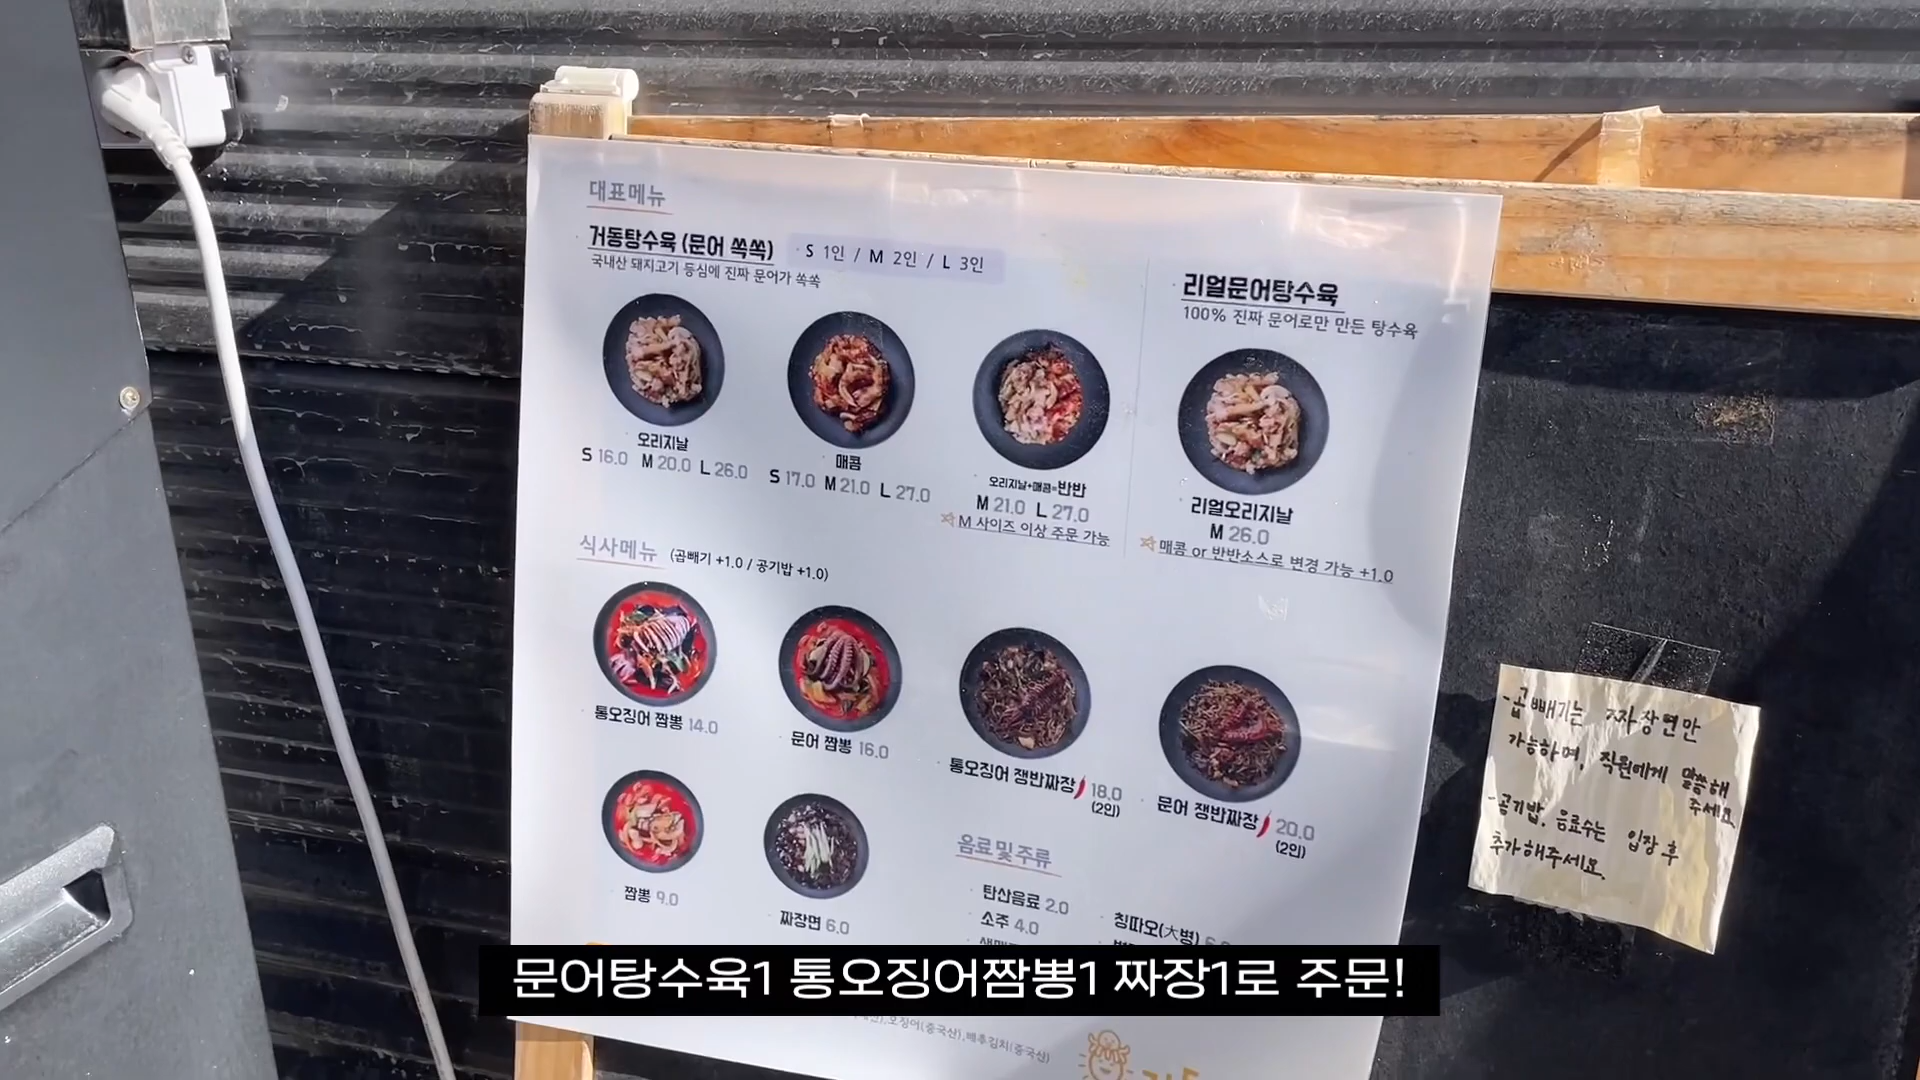 대표메뉴
거동탕수육 (문어 쏙쏙) S 1인 / M 2인 / L 3인
국내산 돼지고기 등심에 진짜 문어가 쏙쏙
리얼문어탕수육
100% 진짜 문어로만 만든 탕수육
오리지날
S 16.0 M 20.0 L 26.0
매콤
S 17.0 M 21.0 L 27.0
오리지날+매콤=반반
M 21.0 L 27.0
☆M 사이즈 이상 주문 가능
리얼오리지날
M 26.0
☆매콤 or 반반소스로 변경 가능 +1.0
식사메뉴 (곱빼기 +1.0 / 공기밥 +1.0)
통오징어 짬뽕 14.0
문어 짬뽕 16.0
통오징어 쟁반짜장 18.0
(2인)
문어 쟁반짜장 20.0
(2인)
짬뽕 9.0
짜장면 6.0
음료 및 주류
탄산음료 2.0
소주 4.0
칭따오(大병)
오징어(중국산),배추김치(중국산)
-곱빼기는 짜장면만
가능하며, 직원에게 말씀해
주세요
-공기밥, 음료수는 입장 후
추가해주세요.
문어탕수육1 통오징어짬뽕1 짜장1로 주문!